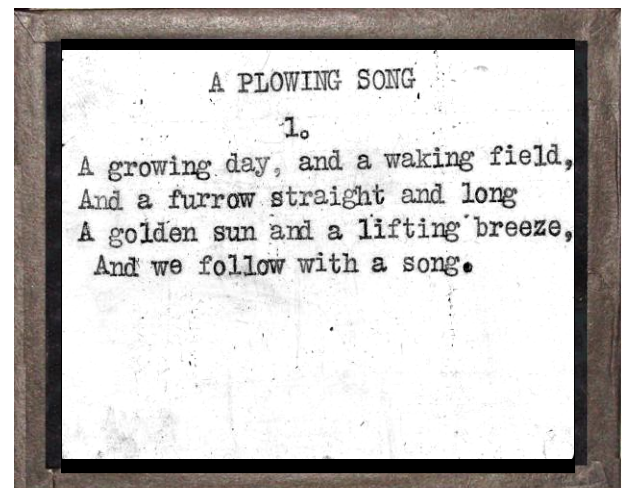 A PLOWING SONG
1.
A growing day, and a waking field,
And a furrow straight and long
A golden sun and a lifting breeze,
And we follow with a song.